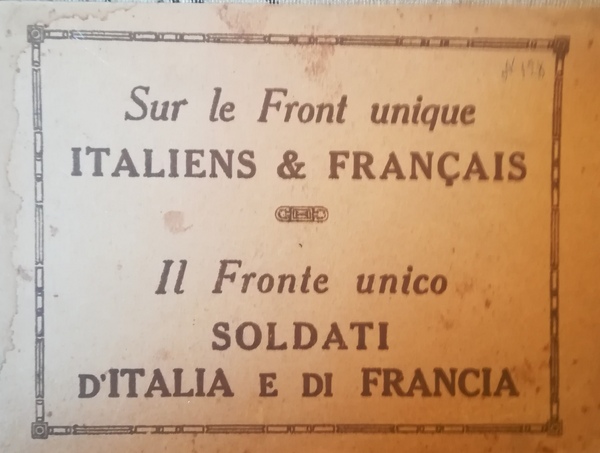 Sur le Front unique
ITALIENS & FRANÇAIS
Il Fronte unico
SOLDATI
D'ITALIA E DI FRANCIA